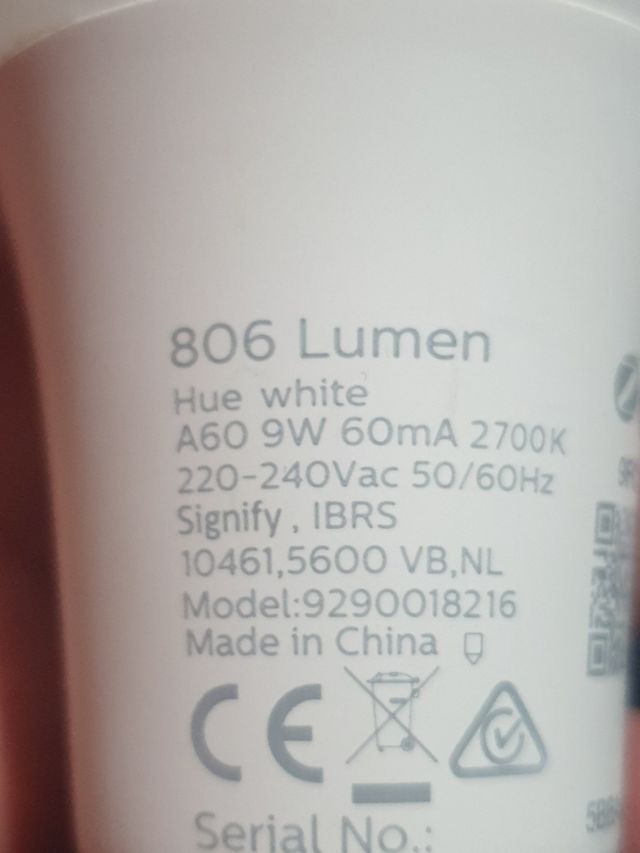 806 Lumen
Hue white
A60 9W 60mA 2700K
220-240Vac 50/60Hz
Signify, IBRS
10461,5600 VB,NL
Model:9290018216
Made in China
CE
Serial No.: